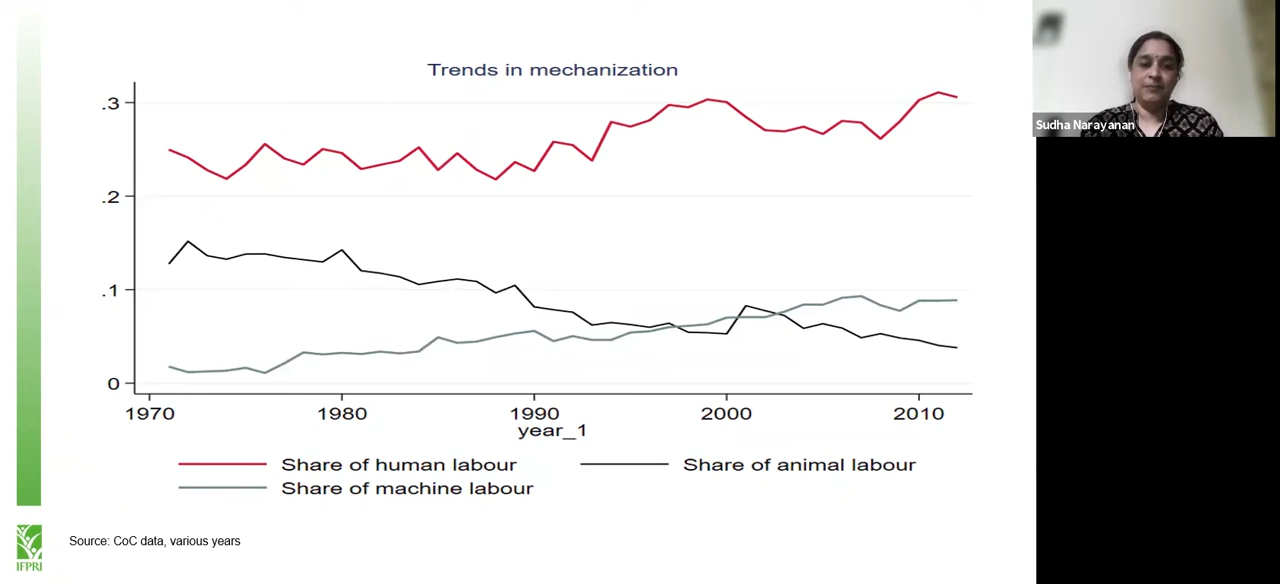 Trends in mechanization
.3
.2
.1
0
1970 1980 1990 2000 2010
year_1
Share of human labour Share of animal labour
Share of machine labour
Source: CoC data, various years
IFPRI
Sudha Narayanan